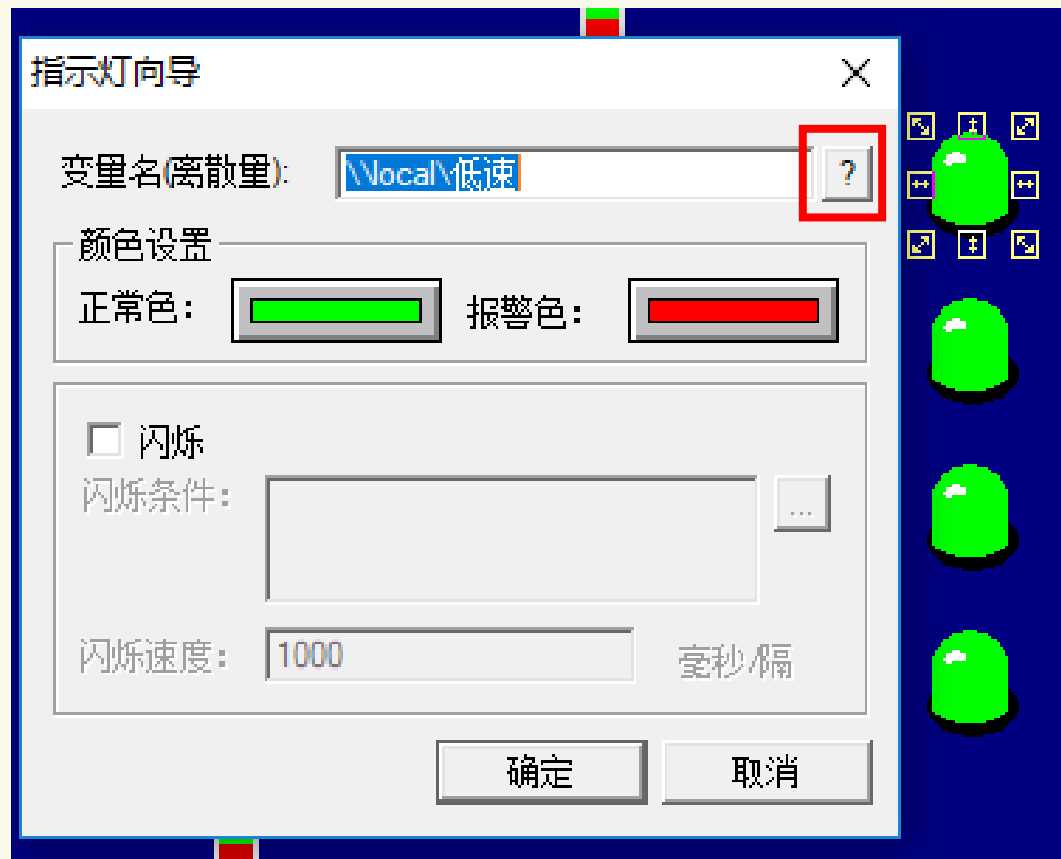 指示灯向导
变量名(离散量): \\local\低速 ?
颜色设置
正常色: 报警色:
闪烁
闪烁条件: ...
闪烁速度: 1000 毫秒/隔
确定 取消